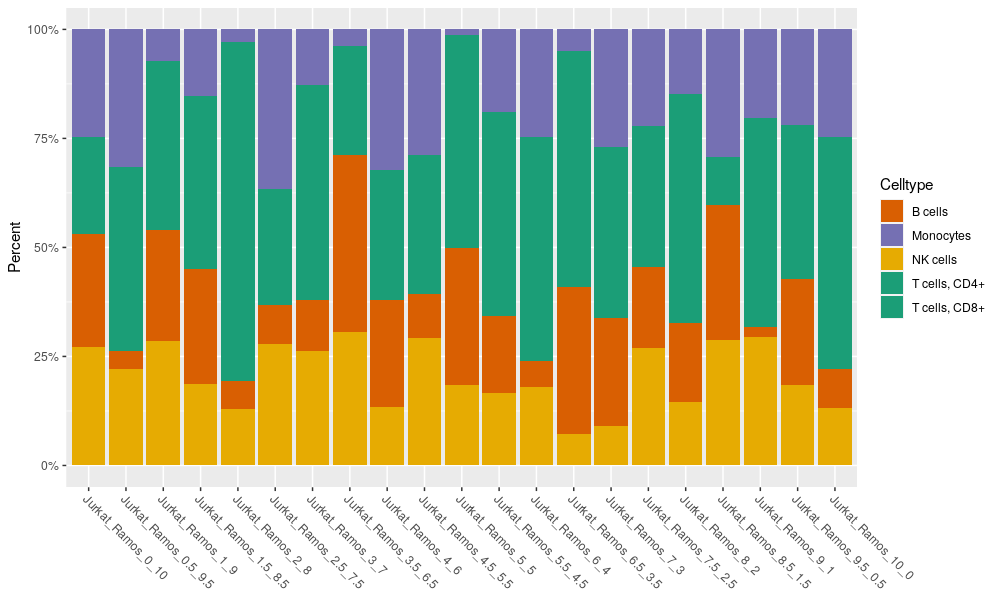 100%
75%
50%
25%
0%
Percent
Jurkat_Ramos_0_10
Jurkat_Ramos_0.5_9.5
Jurkat_Ramos_1_9
Jurkat_Ramos_1.5_8.5
Jurkat_Ramos_2_8
Jurkat_Ramos_2.5_7.5
Jurkat_Ramos_3_7
Jurkat_Ramos_3.5_6.5
Jurkat_Ramos_4_6
Jurkat_Ramos_4.5_5.5
Jurkat_Ramos_5_5
Jurkat_Ramos_5.5_4.5
Jurkat_Ramos_6_4
Jurkat_Ramos_6.5_3.5
Jurkat_Ramos_7_3
Jurkat_Ramos_7.5_2.5
Jurkat_Ramos_8_2
Jurkat_Ramos_8.5_1.5
Jurkat_Ramos_9_1
Jurkat_Ramos_9.5_0.5
Jurkat_Ramos_10_0
Celltype
B cells
Monocytes
NK cells
T cells, CD4+
T cells, CD8+